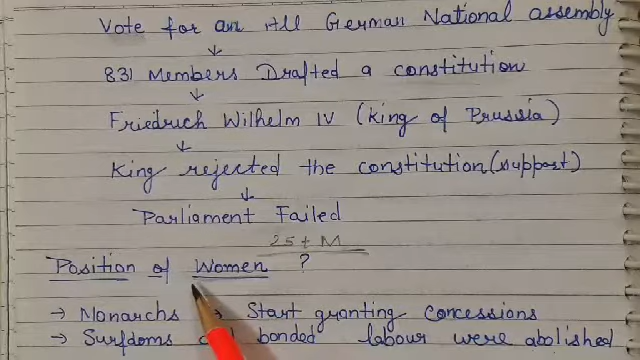 Vote for an All German National assembly
↓
831 Members Drafted a constitution
↓
Friedrich Wilhelm IV (King of Prussia)
↓
King rejected the constitution (support)
↓
Parliament Failed
25 + M
Position of Women ?
→ Monarchs → Start granting concessions
→ Surfdoms bonded labour were abolished